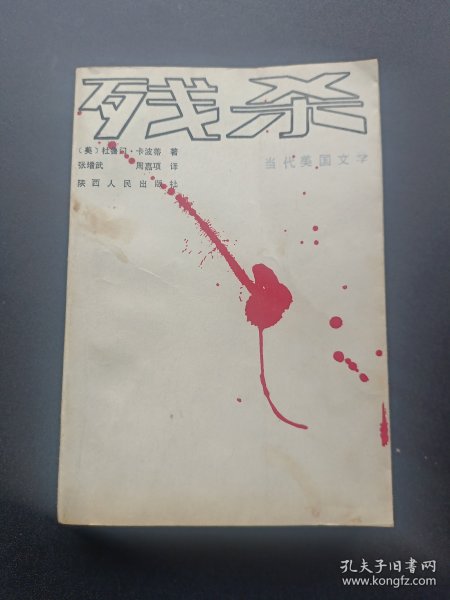 残杀
〔美〕杜鲁门·卡波蒂 著
当代美国文学
张增武 周嘉项 译
陕西人民出版社
孔夫子旧书网
www.kongfz.com